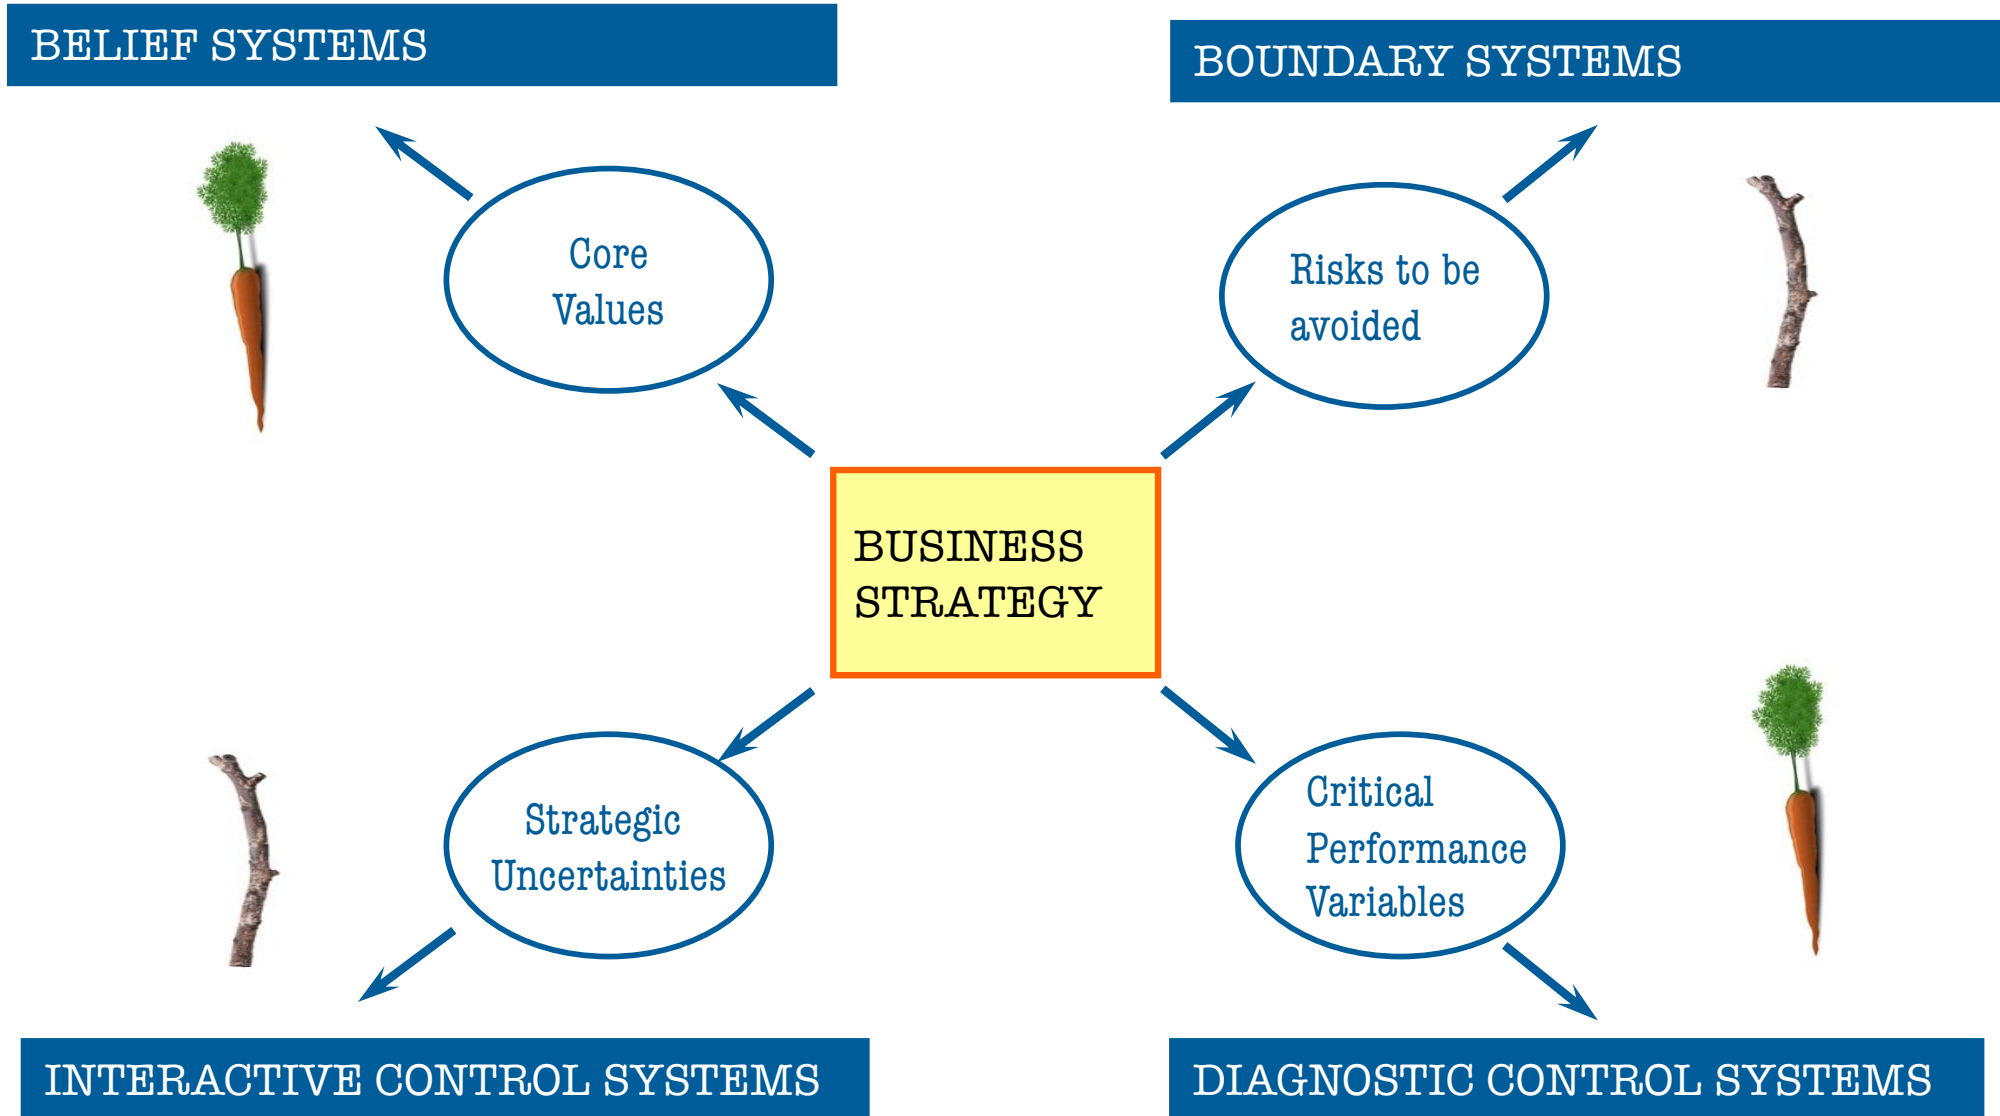 BELIEF SYSTEMS
BOUNDARY SYSTEMS
Core
Values
Risks to be
avoided
BUSINESS
STRATEGY
Strategic
Uncertainties
Critical
Performance
Variables
INTERACTIVE CONTROL SYSTEMS
DIAGNOSTIC CONTROL SYSTEMS